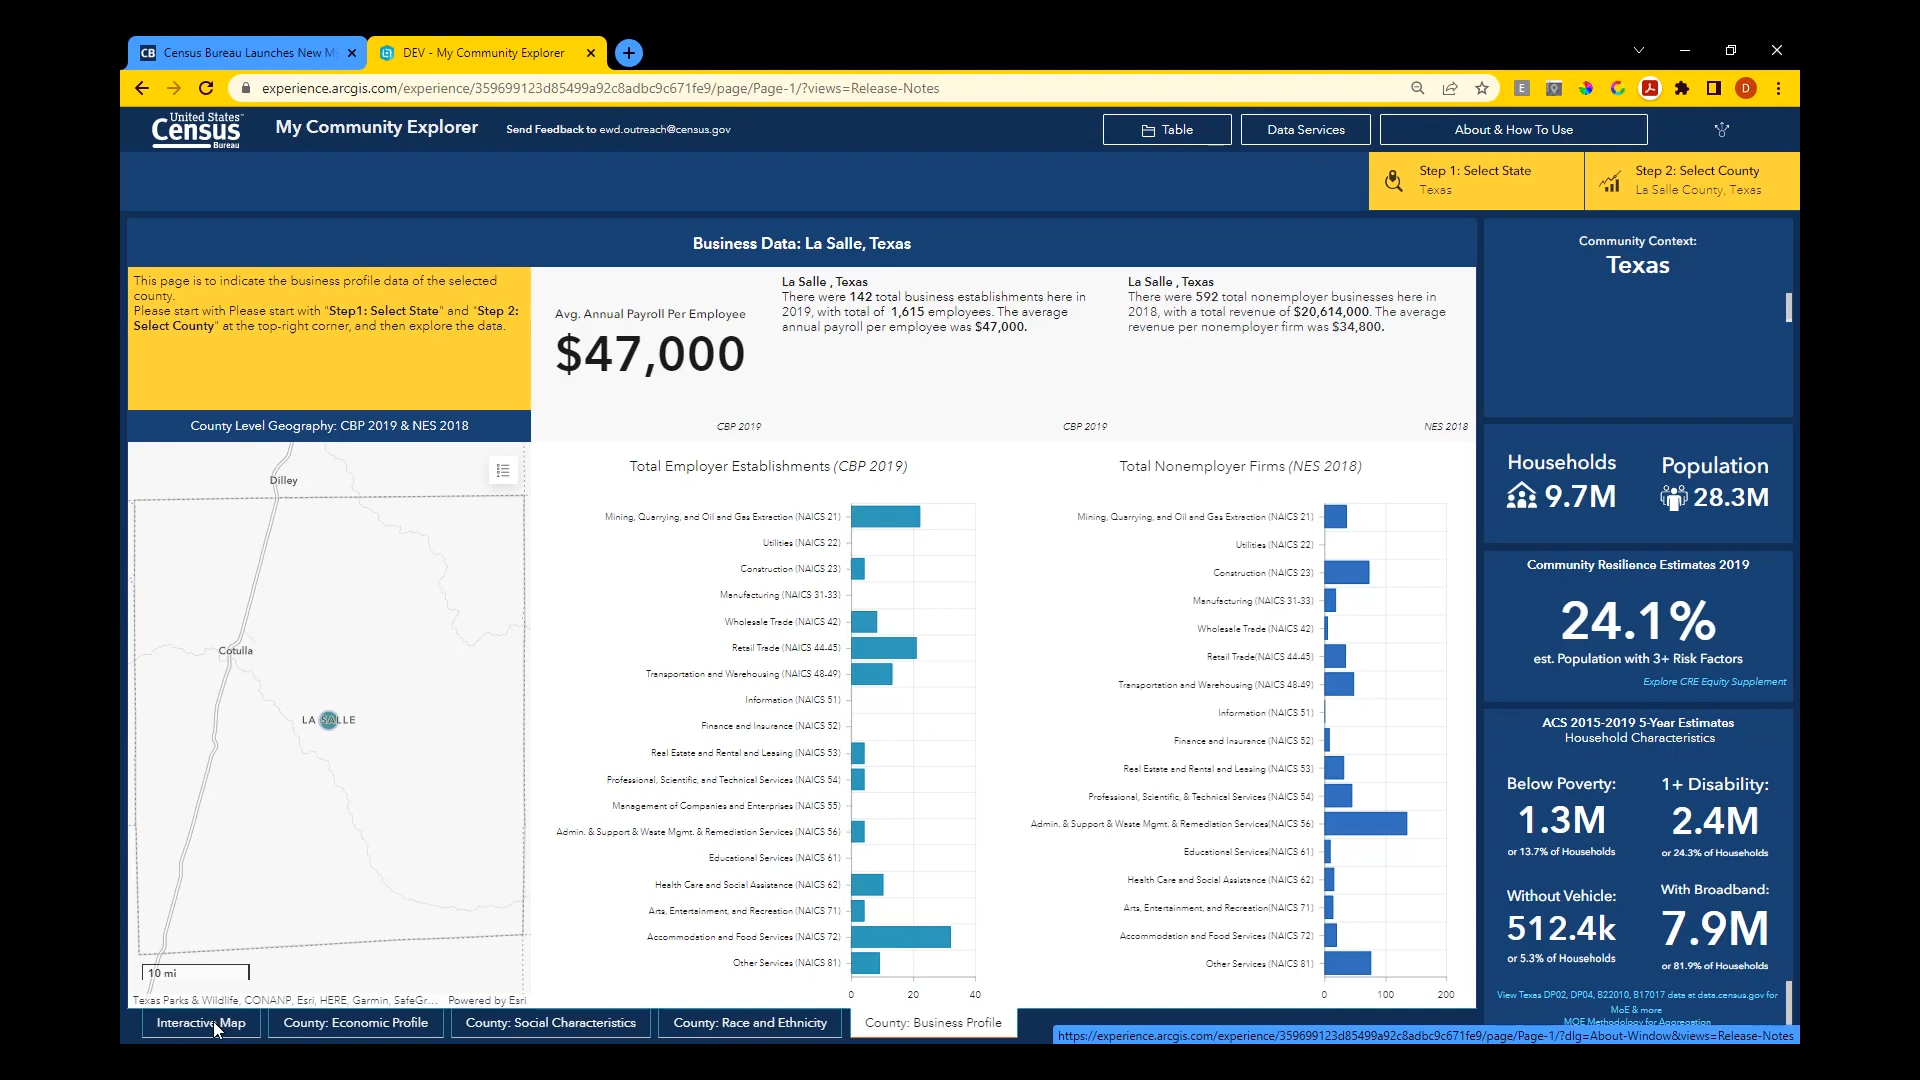 Census Bureau Launches New M
DEV - My Community Explorer
experience.arcgis.com/experience/359699123d85499a92c8adbc9c671fe9/page/Page-1/?views=Release-Notes
United States®
Census
Bureau
My Community Explorer
Send Feedback to ewd.outreach@census.gov
Table
Data Services
About & How To Use
Step 1: Select State
Texas
Step 2: Select County
La Salle County, Texas
Business Data: La Salle, Texas
This page is to indicate the business profile data of the selected
county.
Please start with Please start with "Step1: Select State" and "Step 2:
Select County" at the top-right corner, and then explore the data.
County Level Geography: CBP 2019 & NES 2018
Dilley
Cotulla
LA SALLE
10 mi
Texas Parks & Wildlife, CONANP, Esri, HERE, Garmin, SafeGr...
Powered by Esri
Avg. Annual Payroll Per Employee
$47,000
CBP 2019
La Salle , Texas
There were 142 total business establishments here in
2019, with total of 1,615 employees. The average
annual payroll per employee was $47,000.
CBP 2019
La Salle , Texas
There were 592 total nonemployer businesses here in
2018, with a total revenue of $20,614,000. The average
revenue per nonemployer firm was $34,800.
NES 2018
Total Employer Establishments (CBP 2019)
Mining, Quarrying, and Oil and Gas Extraction (NAICS 21)
Utilities (NAICS 22)
Construction (NAICS 23)
Manufacturing (NAICS 31-33)
Wholesale Trade (NAICS 42)
Retail Trade (NAICS 44-45)
Transportation and Warehousing (NAICS 48-49)
Information (NAICS 51)
Finance and Insurance (NAICS 52)
Real Estate and Rental and Leasing (NAICS 53)
Professional, Scientific, and Technical Services (NAICS 54)
Management of Companies and Enterprises (NAICS 55)
Admin. & Support & Waste Mgmt. & Remediation Services (NAICS 56)
Educational Services (NAICS 61)
Health Care and Social Assistance (NAICS 62)
Arts, Entertainment, and Recreation (NAICS 71)
Accommodation and Food Services (NAICS 72)
Other Services (NAICS 81)
0 20 40
Total Nonemployer Firms (NES 2018)
Mining, Quarrying, and Oil and Gas Extraction (NAICS 21)
Utilities (NAICS 22)
Construction (NAICS 23)
Manufacturing (NAICS 31-33)
Wholesale Trade (NAICS 42)
Retail Trade(NAICS 44-45)
Transportation and Warehousing (NAICS 48-49)
Information (NAICS 51)
Finance and Insurance (NAICS 52)
Real Estate and Rental and Leasing (NAICS 53)
Professional, Scientific, & Technical Services (NAICS 54)
Admin. & Support & Waste Mgmt. & Remediation Services(NAICS 56)
Educational Services(NAICS 61)
Health Care and Social Assistance (NAICS 62)
Arts, Entertainment, and Recreation(NAICS 71)
Accommodation and Food Services (NAICS 72)
Other Services (NAICS 81)
0 100 200
Community Context:
Texas
Households
9.7M
Population
28.3M
Community Resilience Estimates 2019
24.1%
est. Population with 3+ Risk Factors
Explore CRE Equity Supplement
ACS 2015-2019 5-Year Estimates
Household Characteristics
Below Poverty:
1.3M
or 13.7% of Households
1+ Disability:
2.4M
or 24.3% of Households
Without Vehicle:
512.4k
or 5.3% of Households
With Broadband:
7.9M
or 81.9% of Households
View Texas DP02, DP04, B22010, B17017 data at data.census.gov for
MoE & more
MOE Methodology for Aggregation
Interactive Map
County: Economic Profile
County: Social Characteristics
County: Race and Ethnicity
County: Business Profile
https://experience.arcgis.com/experience/359699123d85499a92c8adbc9c671fe9/page/Page-1/?dlg=About-Window&views=Release-Notes